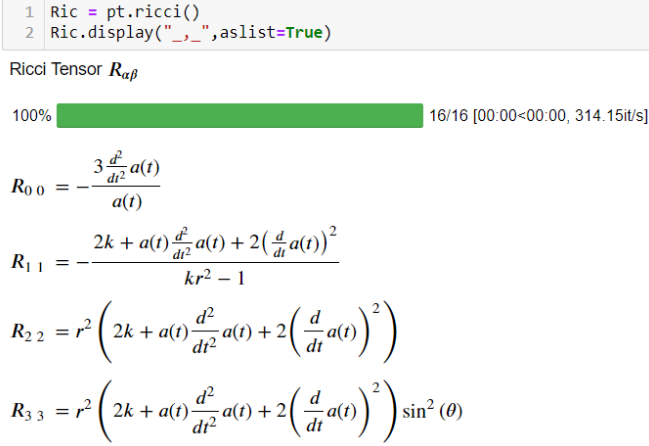 1 Ric = pt.ricci()
2 Ric.display("_,_",aslist=True)
Ricci Tensor R_{αβ}
100% 16/16 [00:00<00:00, 314.15it/s]
R_{0 0} = -\frac{3\frac{d^2}{dt^2}a(t)}{a(t)}
R_{1 1} = -\frac{2k + a(t)\frac{d^2}{dt^2}a(t) + 2\left(\frac{d}{dt}a(t)\right)^2}{kr^2 - 1}
R_{2 2} = r^2\left(2k + a(t)\frac{d^2}{dt^2}a(t) + 2\left(\frac{d}{dt}a(t)\right)^2\right)
R_{3 3} = r^2\left(2k + a(t)\frac{d^2}{dt^2}a(t) + 2\left(\frac{d}{dt}a(t)\right)^2\right)\sin^2(θ)